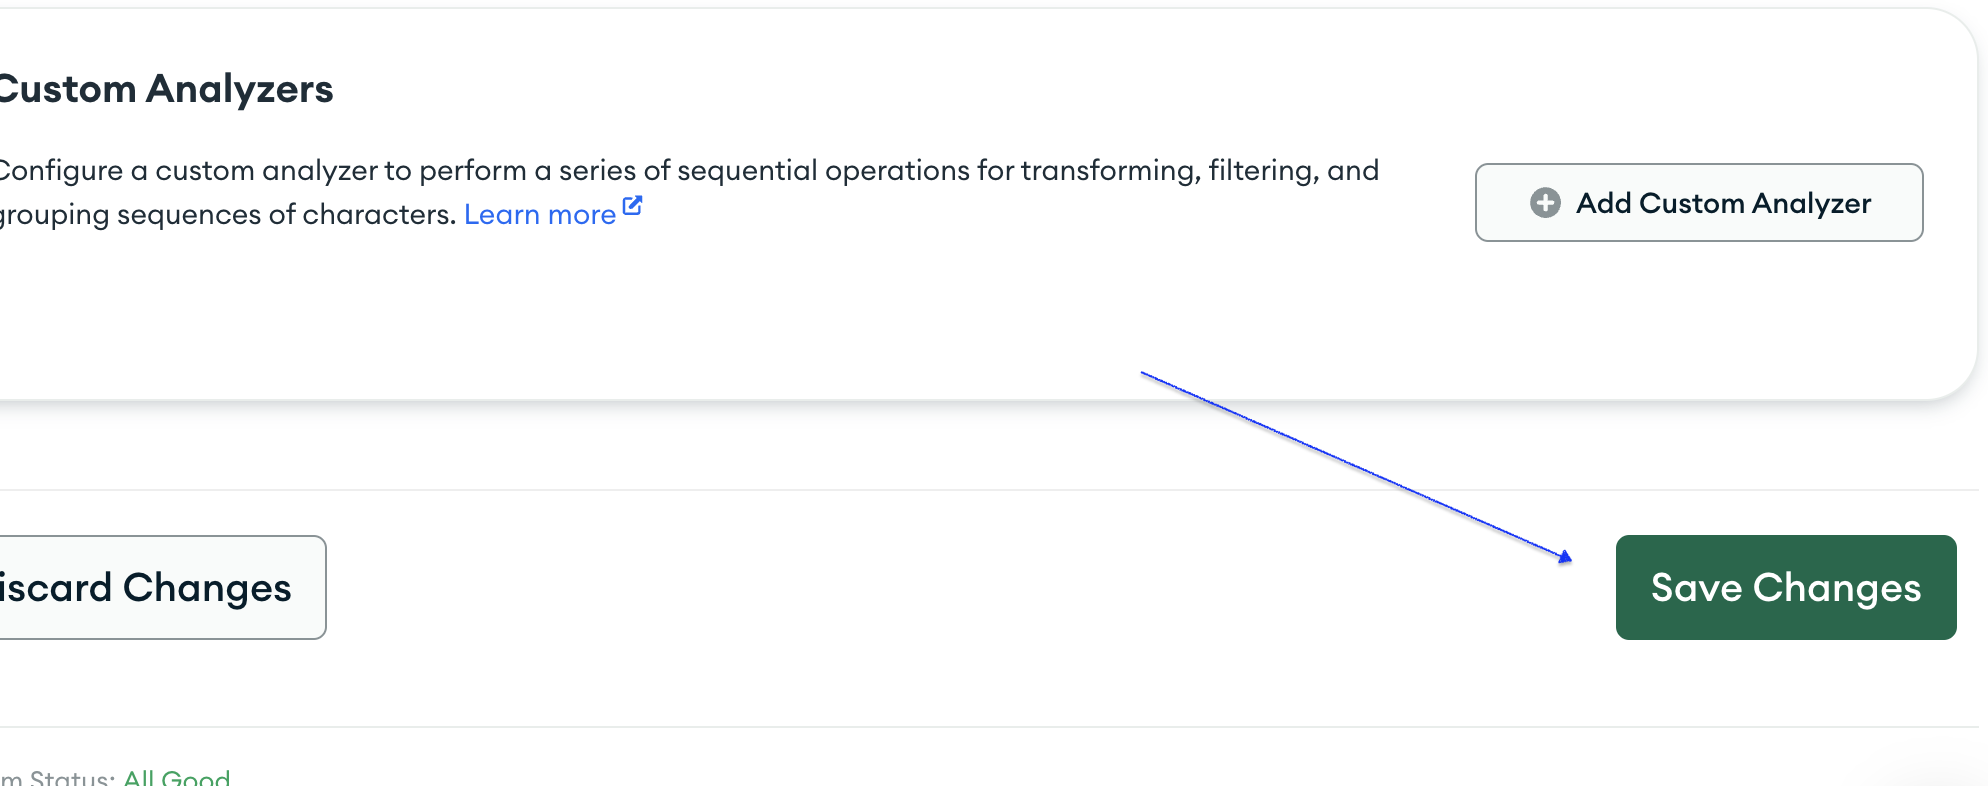 Custom Analyzers
Configure a custom analyzer to perform a series of sequential operations for transforming, filtering, and
grouping sequences of characters. Learn more
Add Custom Analyzer
iscard Changes
Save Changes
m Status: All Good